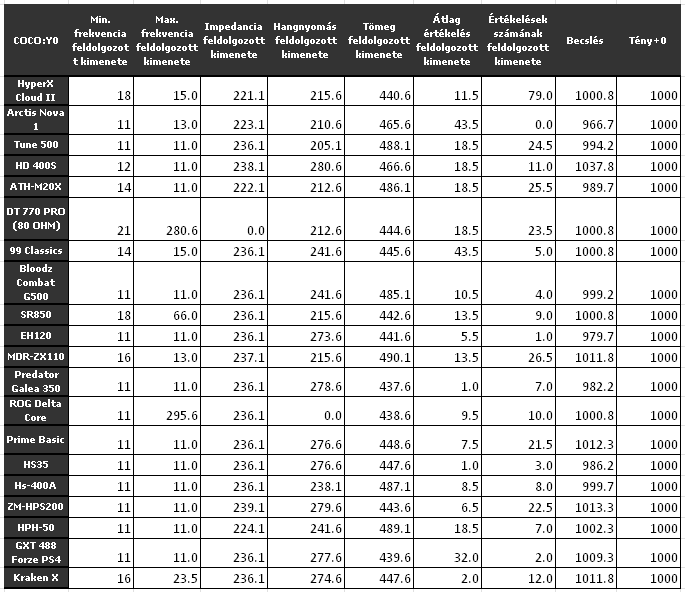 COCO:Y0 Min. frekvencia feldolgozot t kimenete Max. frekvencia feldolgozott kimenete Impedancia feldolgozott kimenete Hangnyomás feldolgozott kimenete Tömeg feldolgozott kimenete Átlag értékelés feldolgozott kimenete Értékelések számának feldolgozott kimenete Becslés Tény+0
HyperX Cloud II 18 15.0 221.1 215.6 440.6 11.5 79.0 1000.8 1000
Arctis Nova 1 11 13.0 223.1 210.6 465.6 43.5 0.0 966.7 1000
Tune 500 11 11.0 236.1 205.1 488.1 18.5 24.5 994.2 1000
HD 400S 12 11.0 238.1 280.6 466.6 18.5 11.0 1037.8 1000
ATH-M20X 14 11.0 222.1 212.6 486.1 18.5 25.5 989.7 1000
DT 770 PRO (80 OHM) 21 280.6 0.0 212.6 444.6 18.5 23.5 1000.8 1000
99 Classics 14 15.0 236.1 241.6 445.6 43.5 5.0 1000.8 1000
Bloodz Combat G500 11 11.0 236.1 241.6 485.1 10.5 4.0 999.2 1000
SR850 18 66.0 236.1 215.6 442.6 13.5 9.0 1000.8 1000
EH120 11 11.0 236.1 273.6 441.6 5.5 1.0 979.7 1000
MDR-ZX110 16 13.0 237.1 215.6 490.1 13.5 26.5 1011.8 1000
Predator Galea 350 11 11.0 236.1 278.6 437.6 1.0 7.0 982.2 1000
ROG Delta Core 11 295.6 236.1 0.0 438.6 9.5 10.0 1000.8 1000
Prime Basic 11 11.0 236.1 276.6 448.6 7.5 21.5 1012.3 1000
HS35 11 11.0 236.1 276.6 447.6 1.0 3.0 986.2 1000
Hs-400A 11 11.0 236.1 238.1 487.1 8.5 8.0 999.7 1000
ZM-HPS200 11 11.0 239.1 279.6 443.6 6.5 22.5 1013.3 1000
HPH-50 11 11.0 224.1 241.6 489.1 18.5 7.0 1002.3 1000
GXT 488 Forze PS4 11 11.0 236.1 277.6 439.6 32.0 2.0 1009.3 1000
Kraken X 16 23.5 236.1 274.6 447.6 2.0 12.0 1011.8 1000